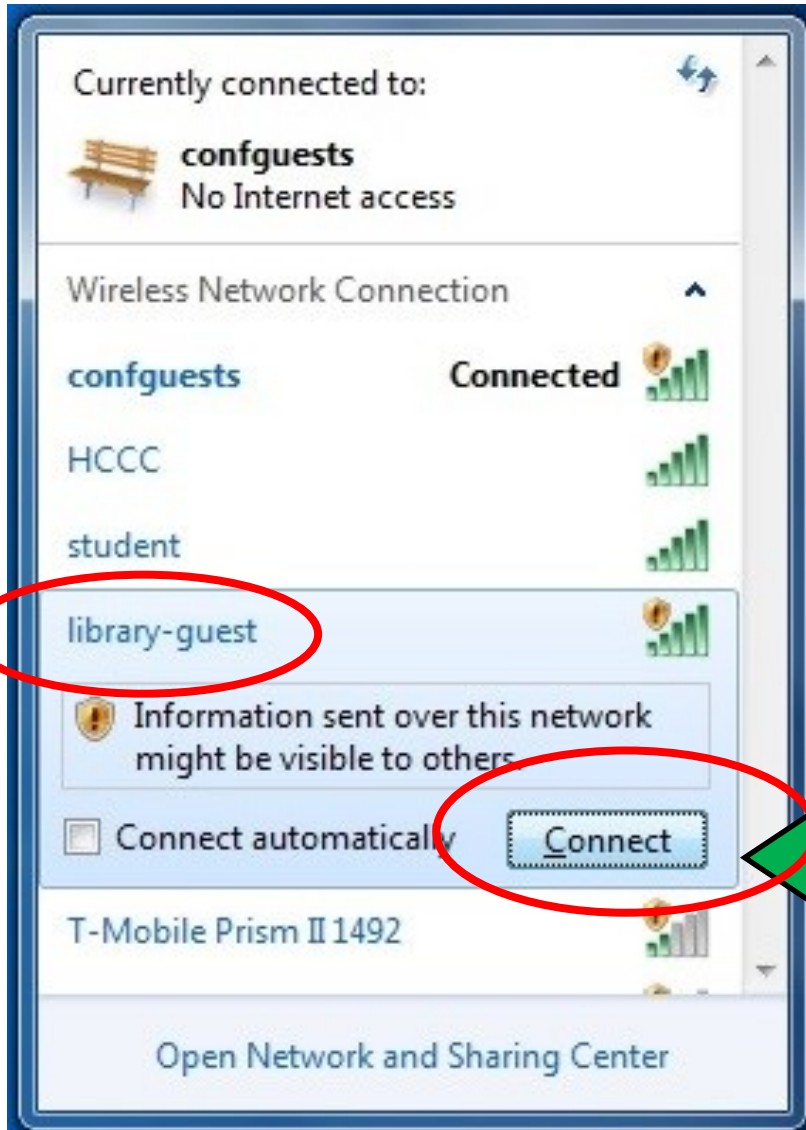 Currently connected to:
confguests
No Internet access
Wireless Network Connection
confguests Connected
HCCC
student
library-guest
Information sent over this network
might be visible to others.
Connect automatically Connect
T-Mobile Prism II 1492
Open Network and Sharing Center